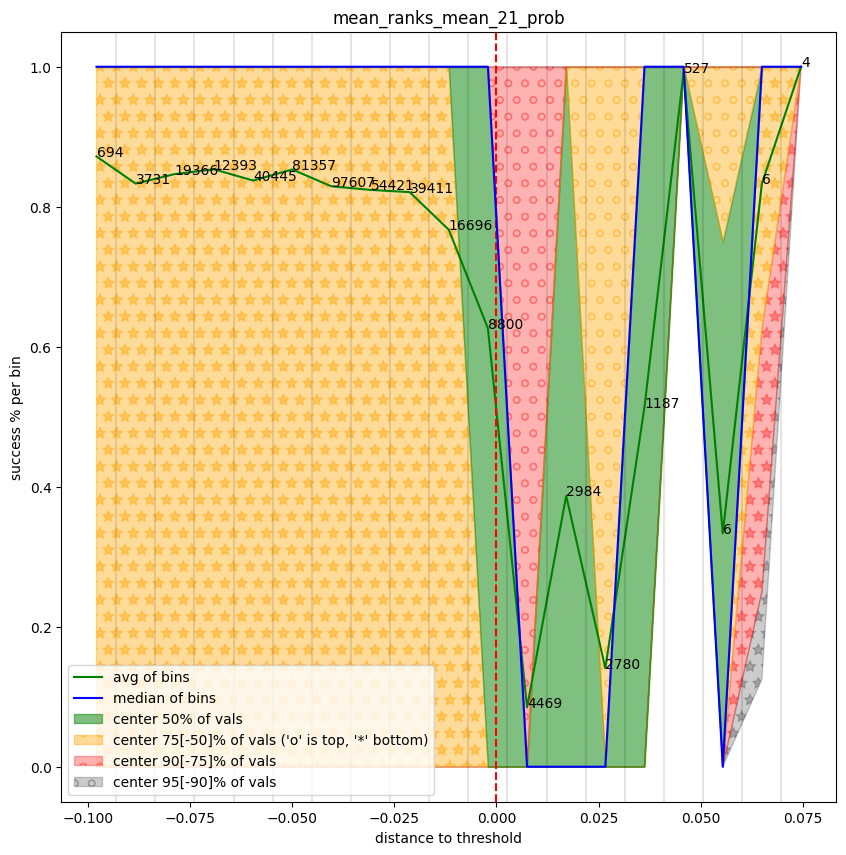 mean_ranks_mean_21_prob
success % per bin
1.0
0.8
0.6
0.4
0.2
0.0
694
3731
19366
12393
40445
81357
97607
54421
39411
16696
8800
4469
2984
2780
1187
527
6
6
4
avg of bins
median of bins
center 50% of vals
center 75[-50]% of vals ('o' is top, '*' bottom)
center 90[-75]% of vals
center 95[-90]% of vals
−0.100 −0.075 −0.050 −0.025 0.000 0.025 0.050 0.075
distance to threshold